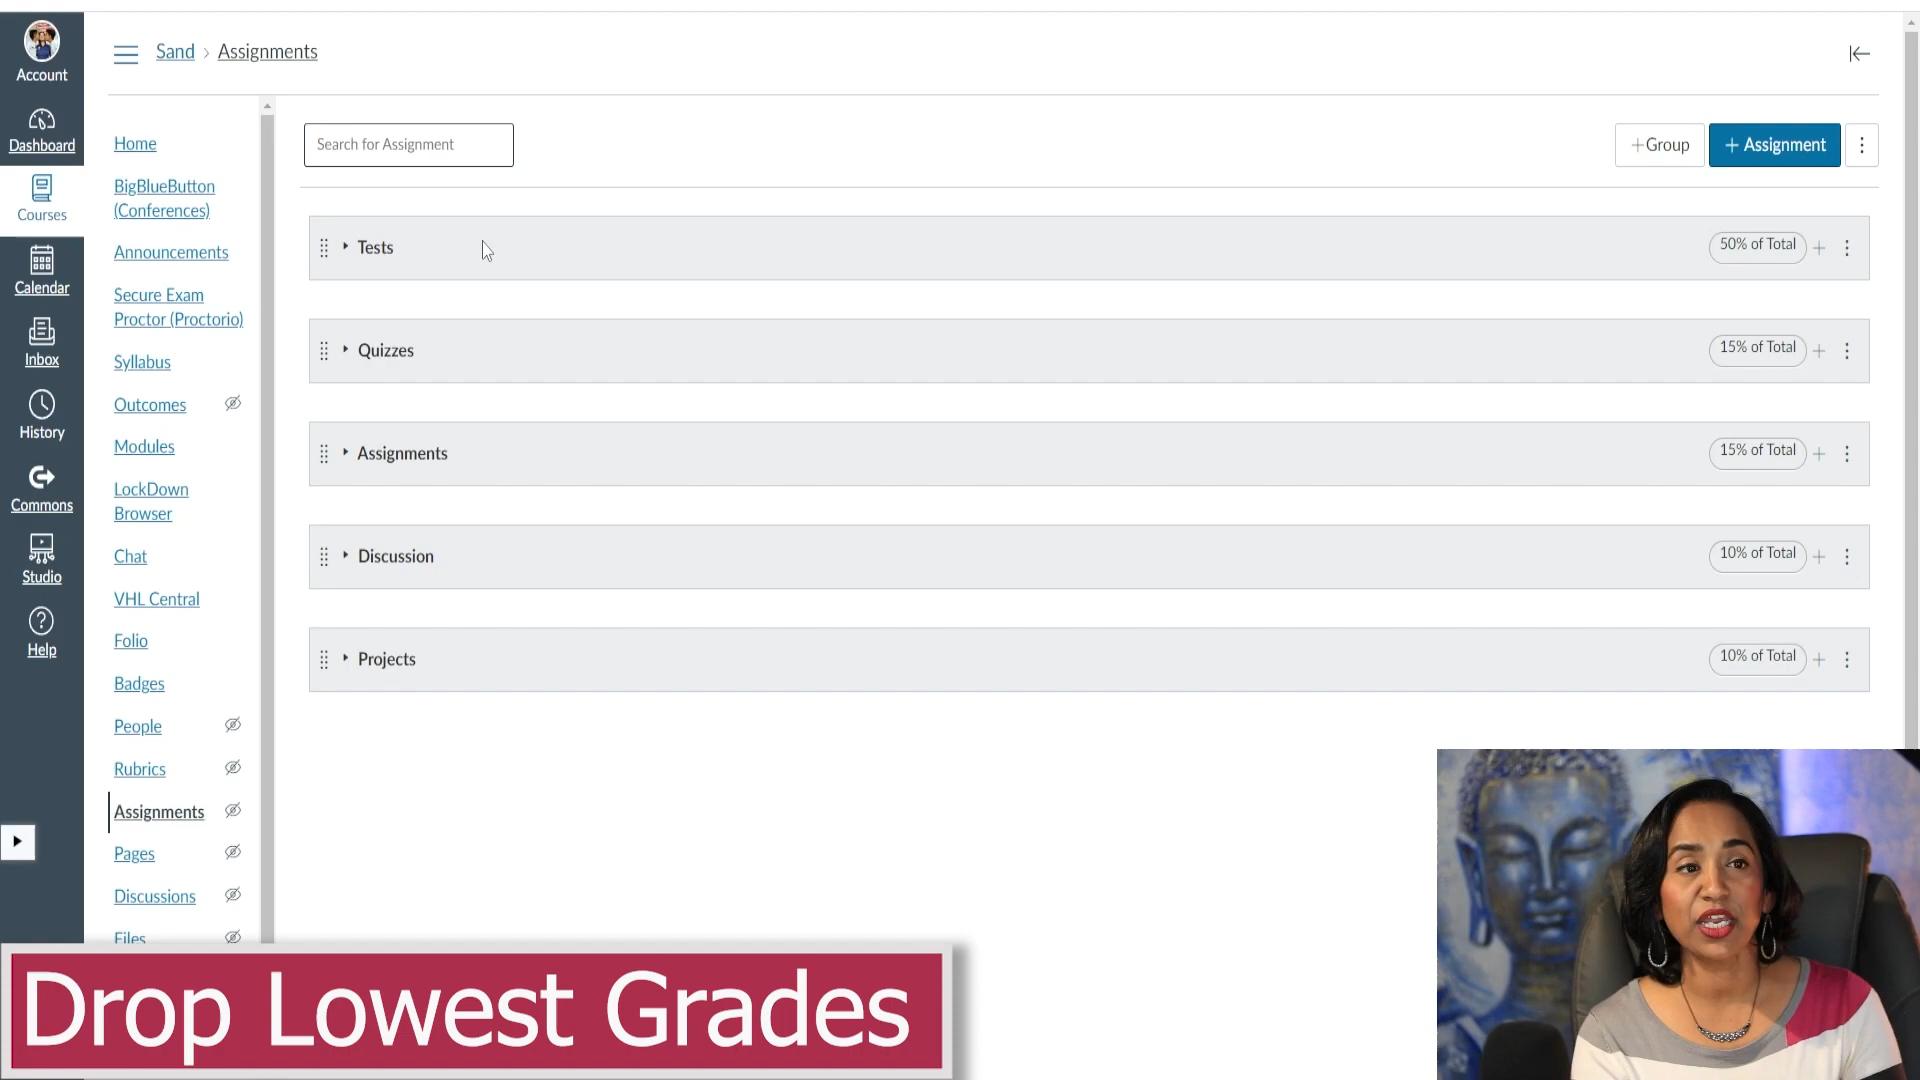 Account
Dashboard
Courses
Calendar
Inbox
History
Commons
Studio
Help
Sand › Assignments
Home
BigBlueButton
(Conferences)
Announcements
Secure Exam
Proctor (Proctorio)
Syllabus
Outcomes
Modules
LockDown
Browser
Chat
VHL Central
Folio
Badges
People
Rubrics
Assignments
Pages
Discussions
Files
Search for Assignment
+Group
+ Assignment
Tests
50% of Total
Quizzes
15% of Total
Assignments
15% of Total
Discussion
10% of Total
Projects
10% of Total
Drop Lowest Grades